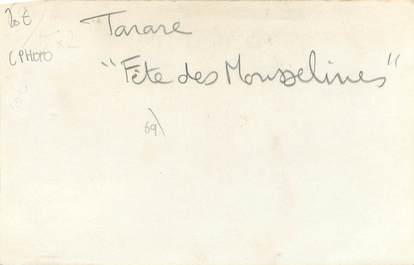 20€
CPHOTO
Tarare
"Fête des Mousselines"
69)